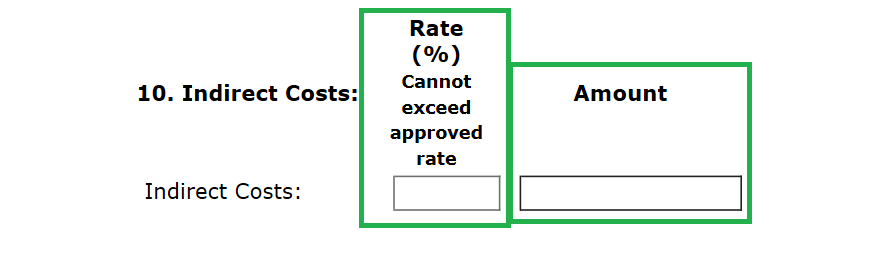 Rate
(%)
Cannot
10. Indirect Costs: exceed Amount
approved
rate
Indirect Costs: